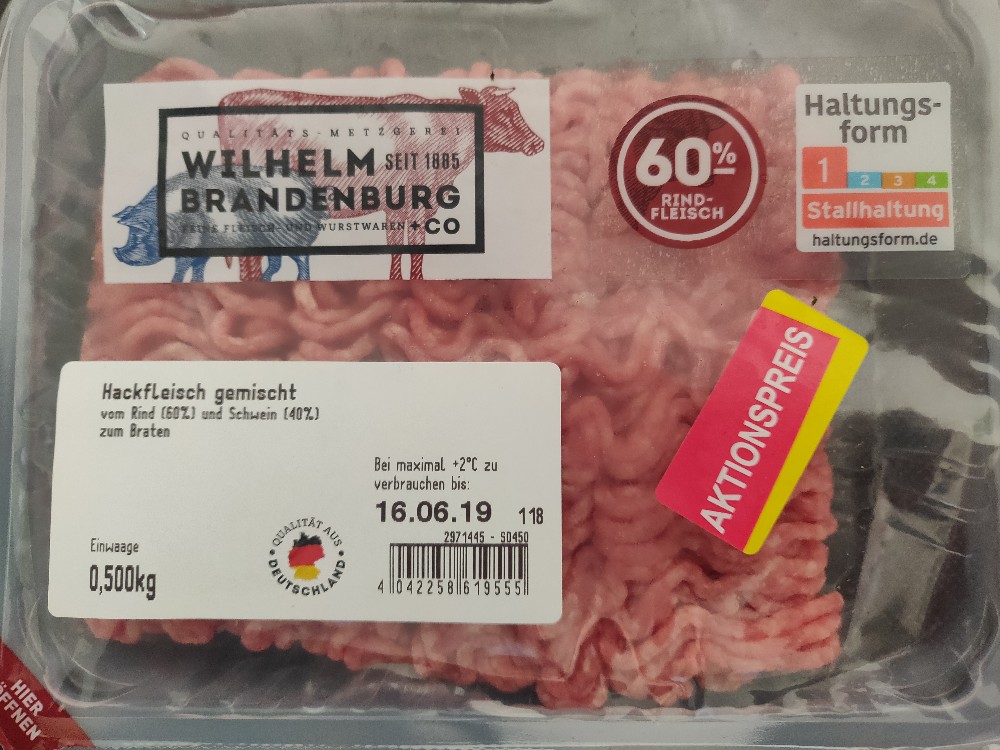 QUALITÄTS-METZGEREI
WILHELM SEIT 1885
BRANDENBURG
FEINE FLEISCH- UND WURSTWAREN +CO
60%
RIND-
FLEISCH
Haltungs-
form
1 2 3 4
Stallhaltung
haltungsform.de
AKTIONSPREIS
Hackfleisch gemischt
vom Rind (60%) und Schwein (40%)
zum Braten
Bei maximal +2°C zu
verbrauchen bis:
16.06.19 118
2971445 - S0450
4 042258 619555
Einwaage
0,500kg
QUALITÄT AUS
DEUTSCHLAND
HIER
ÖFFNEN